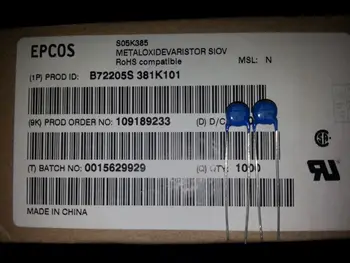 EPCOS
S05K385
METALOXIDEVARISTOR SIOV
RoHS compatible
MSL: N
(1P) PROD ID: B72205S 381K101
(9K) PROD ORDER NO: 109189233 (D) D/C
(T) BATCH NO: 0015629929 (Q) QTY: 1000
MADE IN CHINA